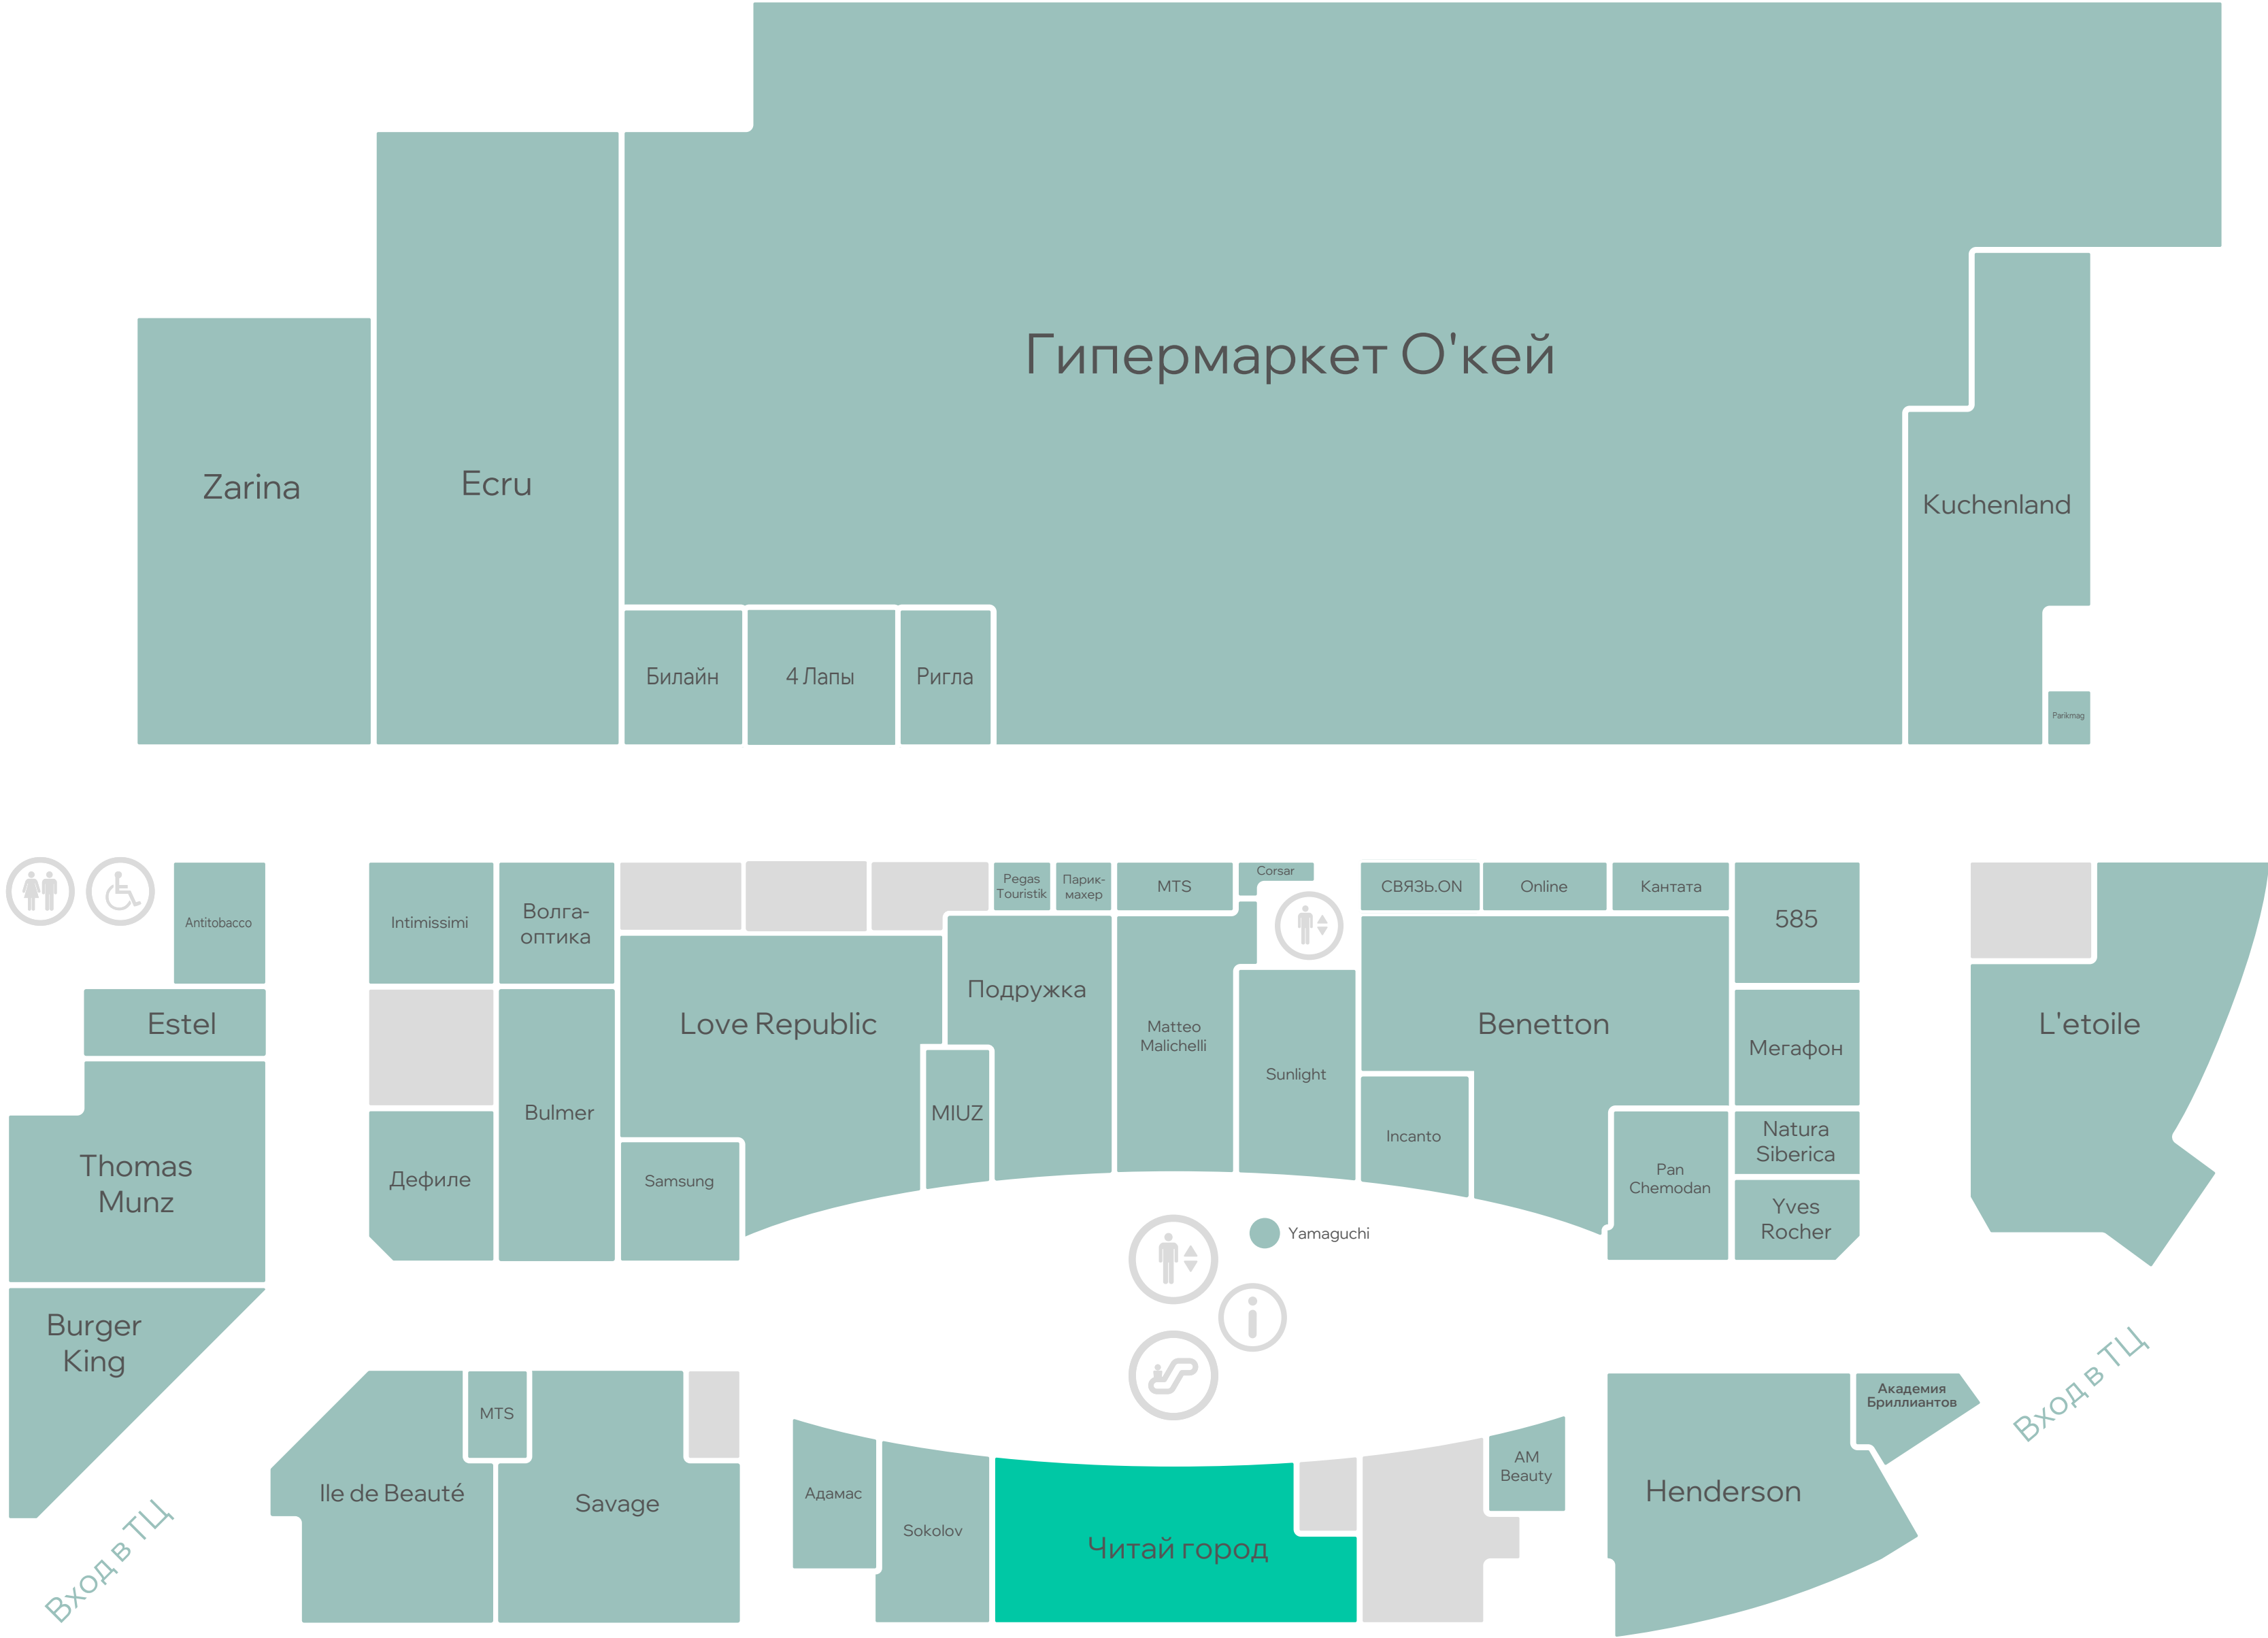 Гипермаркет О'кей
Zarina
Ecru
Kuchenland
Билайн
4 Лапы
Ригла
Parikmag
Antitobacco
Intimissimi
Волга-
оптика
Pegas
Touristik
Парик-
махер
MTS
Corsar
СВЯЗЬ.ON
Online
Кантата
585
Estel
Love Republic
Подружка
Matteo
Malichelli
Sunlight
Benetton
Мегафон
L'etoile
Thomas
Munz
Дефиле
Bulmer
Samsung
MIUZ
Incanto
Pan
Chemodan
Natura
Siberica
Yves
Rocher
Yamaguchi
Burger
King
Вход в ТЦ
Ile de Beauté
MTS
Savage
Адамас
Sokolov
Читай город
AM
Beauty
Henderson
Академия
Бриллиантов
Вход в ТЦ